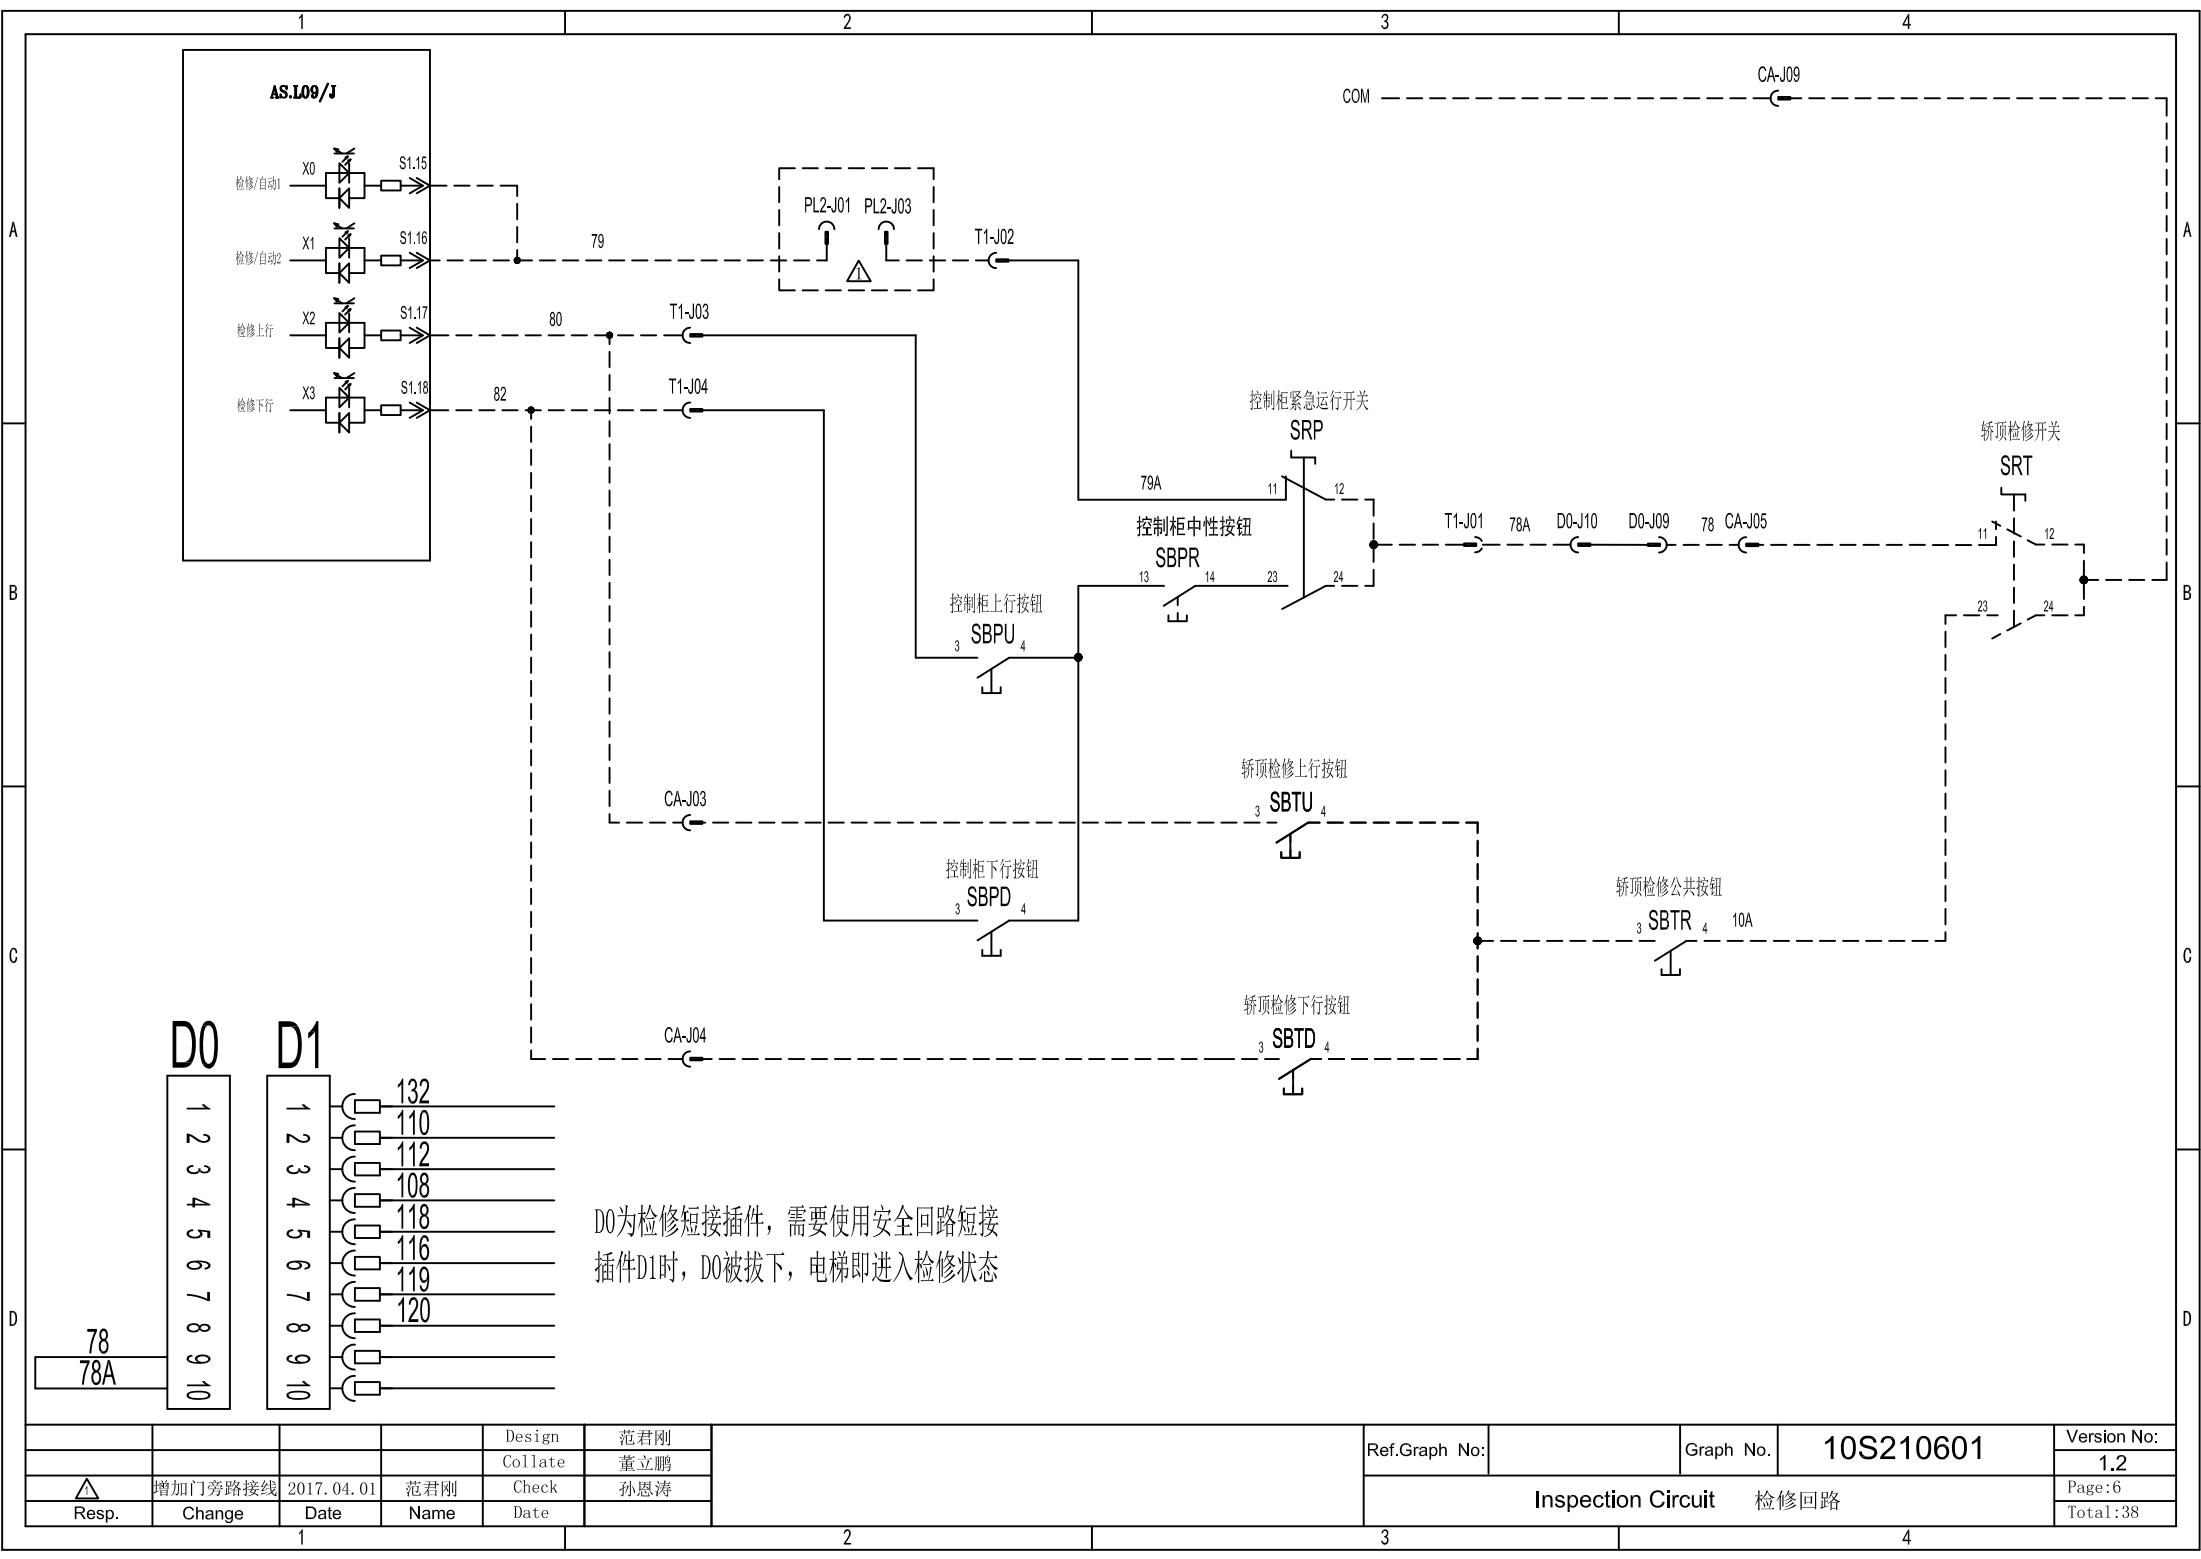 1 2 3 4
AS.L09/J
COM
CA-J09
检修/自动1 X0 S1.15
检修/自动2 X1 S1.16
检修上行 X2 S1.17
检修下行 X3 S1.18
79
PL2-J01 PL2-J03
1
T1-J02
80
T1-J03
82
T1-J04
A A
控制柜紧急运行开关
SRP
轿顶检修开关
SRT
79A
11 12
控制柜中性按钮
SBPR
13 14 23 24
T1-J01 78A D0-J10 D0-J09 78 CA-J05
11 12
23 24
B B
控制柜上行按钮
SBPU
3 4
轿顶检修上行按钮
CA-J03
SBTU
3 4
控制柜下行按钮
SBPD
3 4
轿顶检修公共按钮
SBTR
3 4 10A
C C
轿顶检修下行按钮
CA-J04
SBTD
3 4
D0 D1
1 1 132
2 2 110
3 3 112
4 4 108
5 5 118
6 6 116
7 7 119
8 8 120
78 9 9
78A 10 10
D0为检修短接插件，需要使用安全回路短接
插件D1时，D0被拔下，电梯即进入检修状态
D D
Design 范君刚
Collate 董立鹏
1 增加门旁路接线 2017.04.01 范君刚 Check 孙恩涛
Resp. Change Date Name Date
Ref.Graph No: Graph No. 10S210601 Version No:
1.2
Inspection Circuit 检修回路 Page:6
Total:38
1 2 3 4